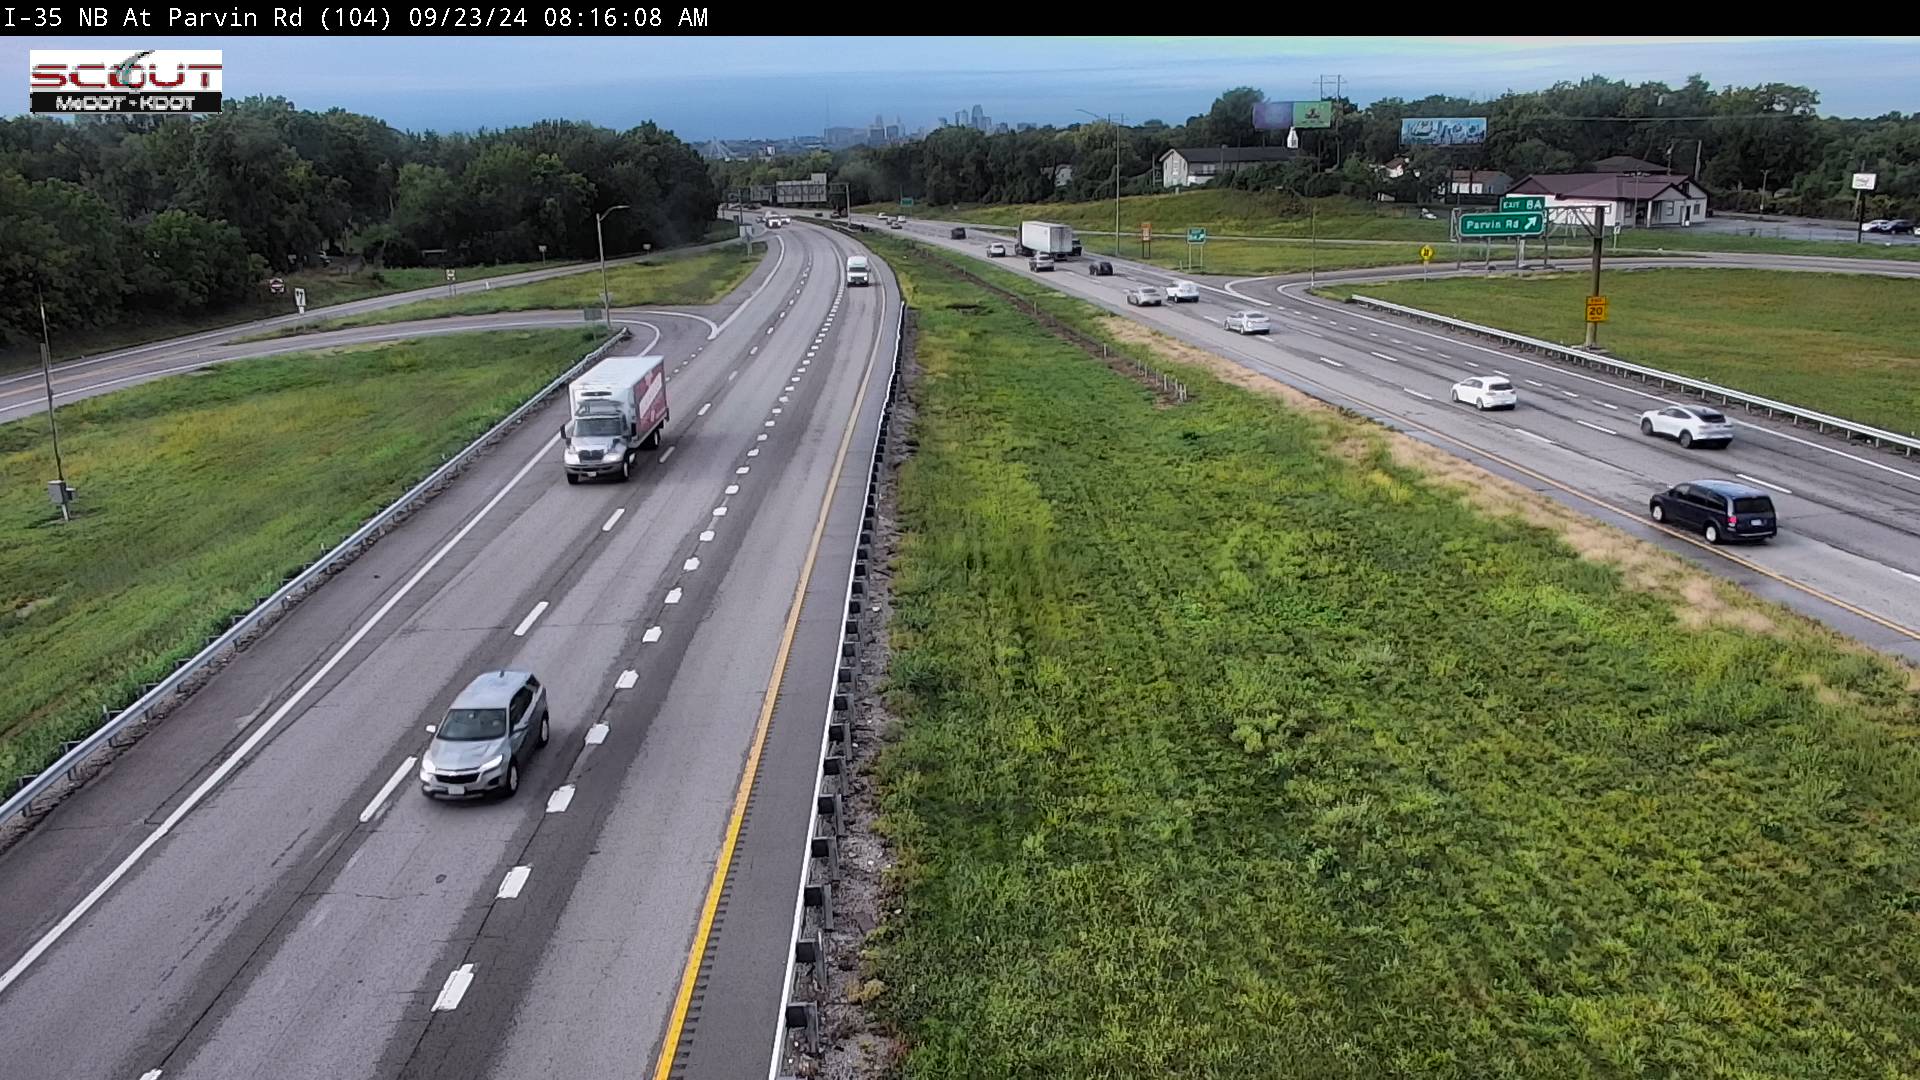 I-35 NB At Parvin Rd (104) 09/23/24 08:16:08 AM
SCOUT
MoDOT - KDOT
EXIT 8A
Parvin Rd
EXIT
20